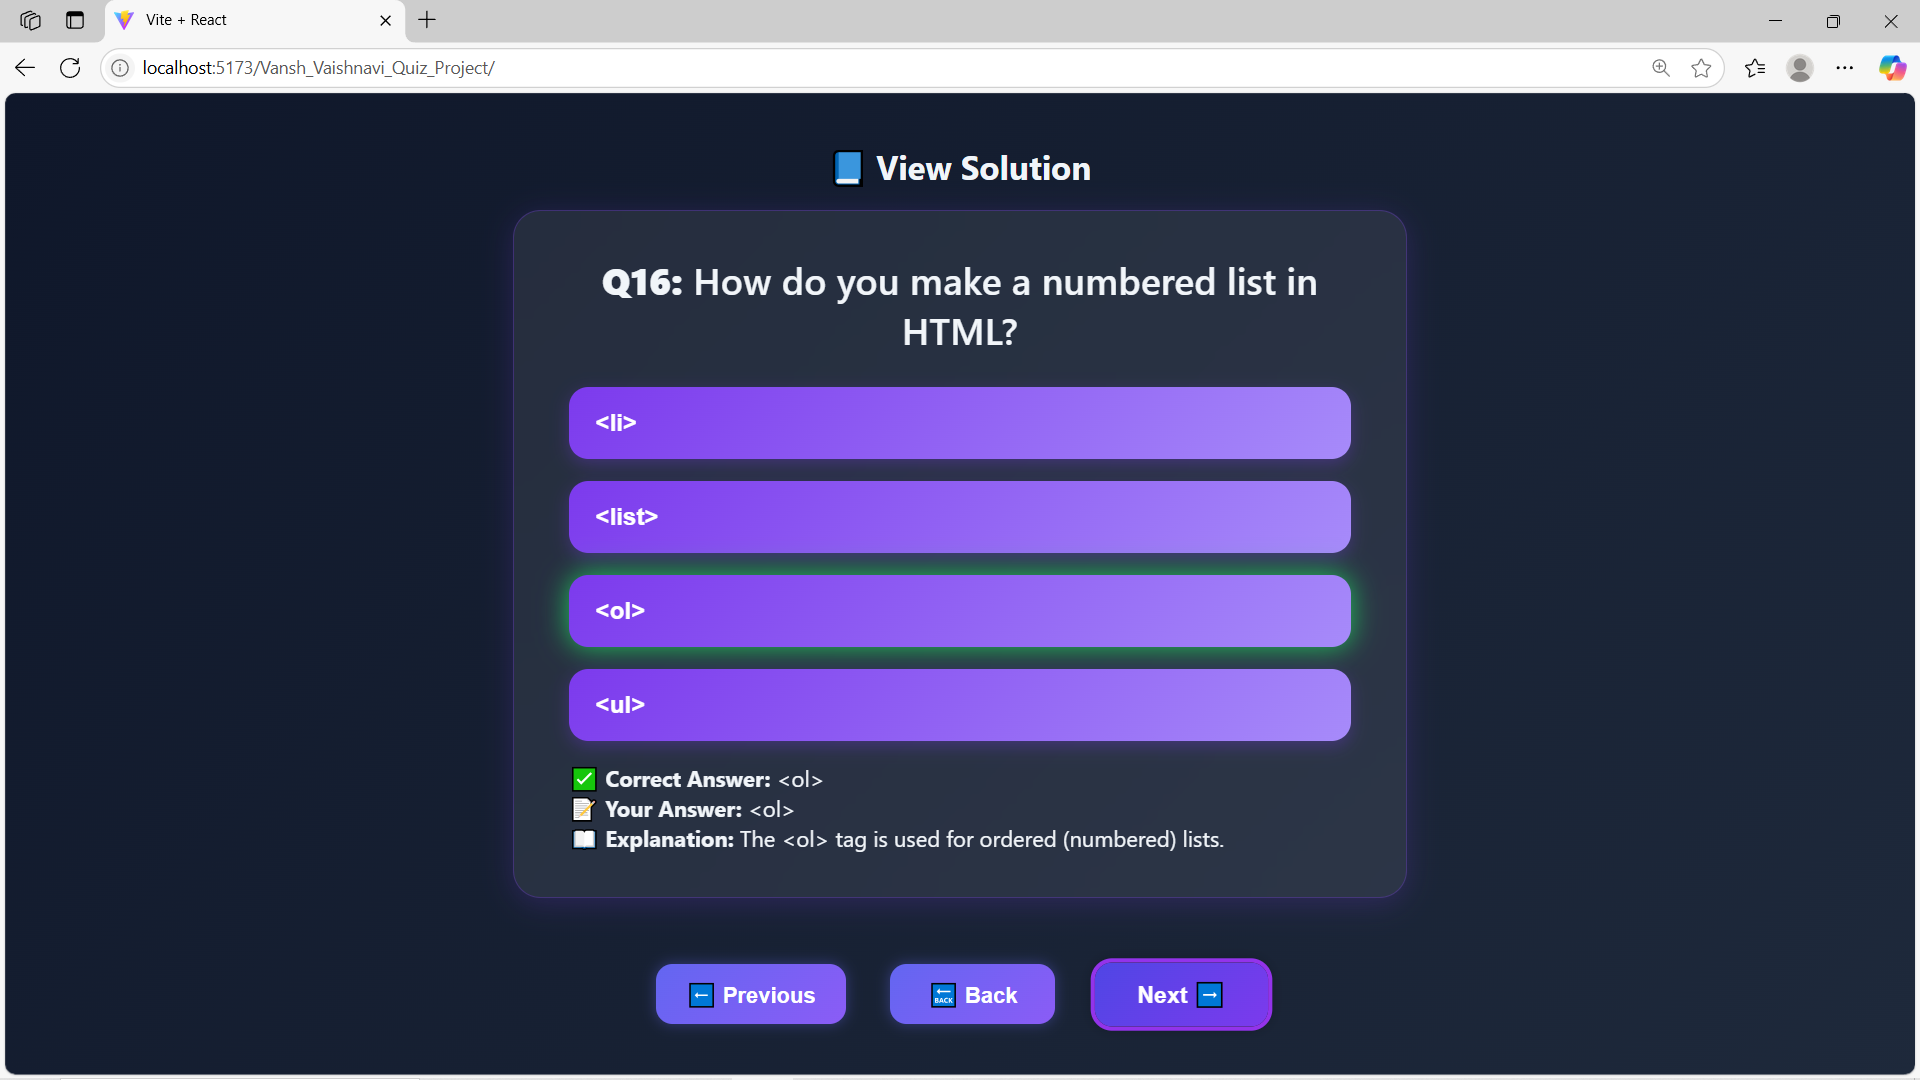 Vite + React
localhost:5173/Vansh_Vaishnavi_Quiz_Project/
📘 View Solution
Q16: How do you make a numbered list in
HTML?
<li>
<list>
<ol>
<ul>
✅ Correct Answer: <ol>
📝 Your Answer: <ol>
📖 Explanation: The <ol> tag is used for ordered (numbered) lists.
⬅️ Previous
🔙 Back
Next ➡️